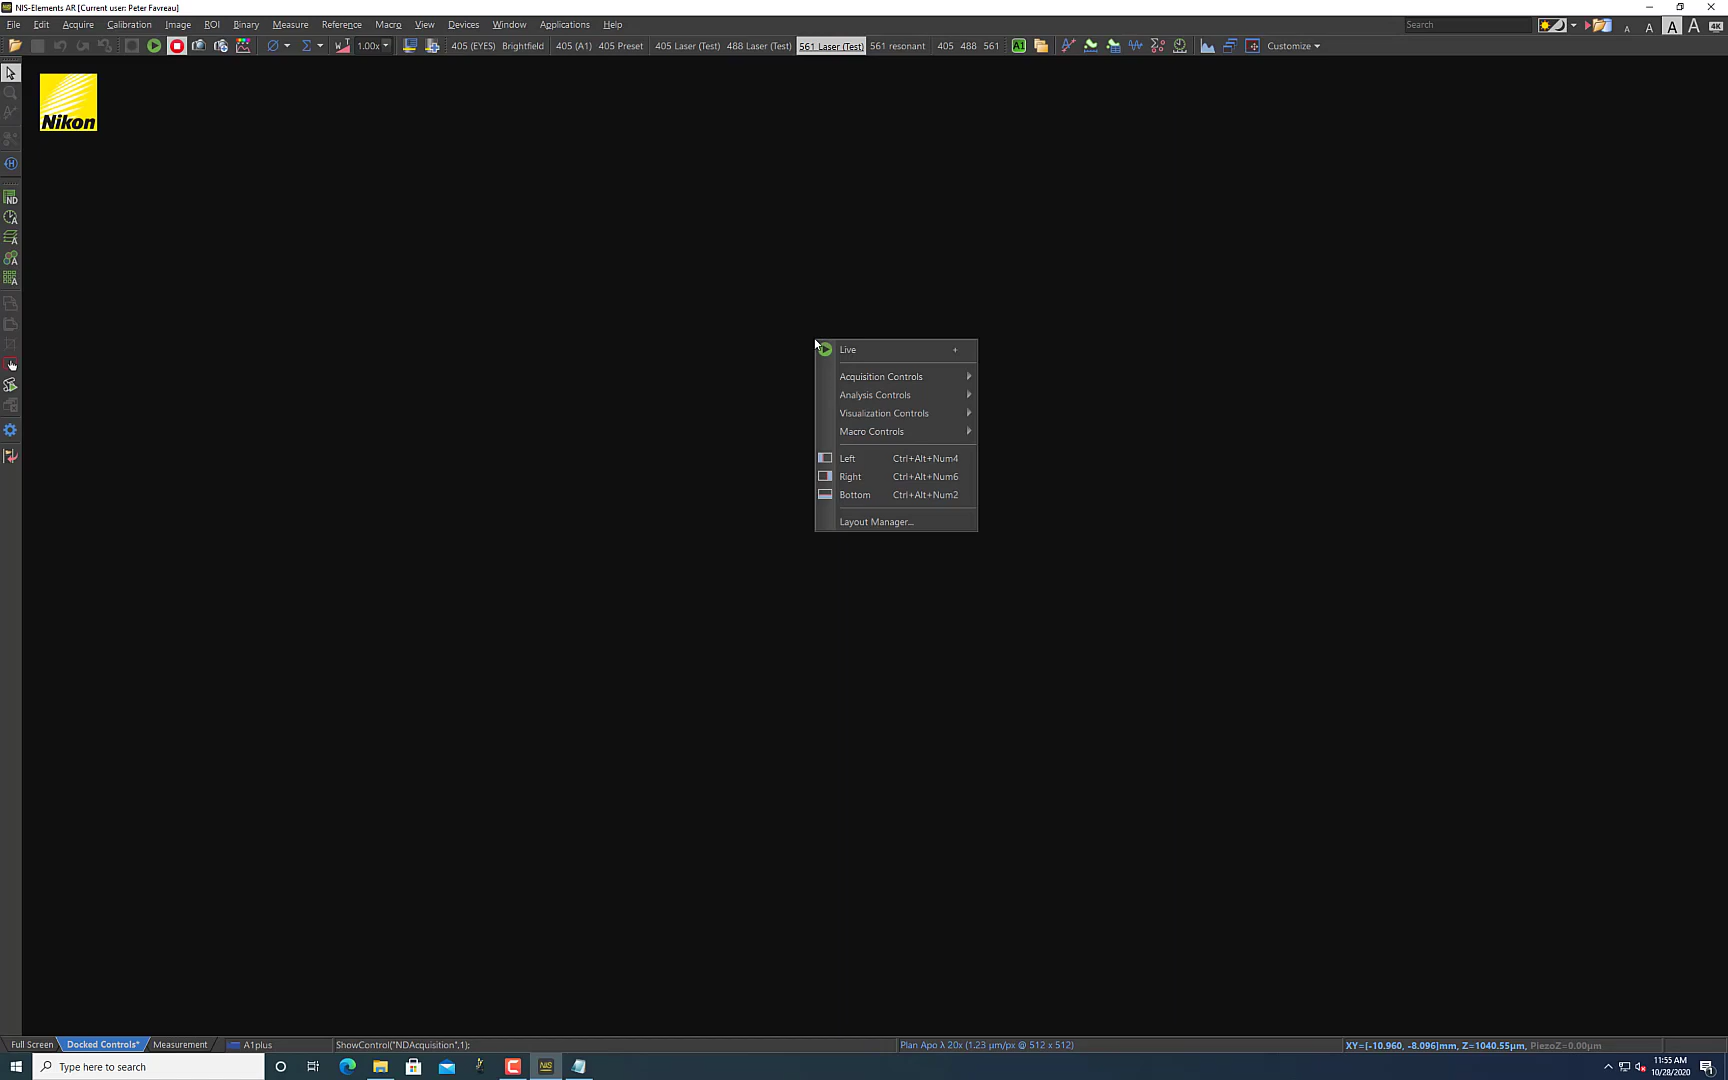 NIS-Elements AR [Current user: Peter Favreau]
File Edit Acquire Calibration Image ROI Binary Measure Reference Macro View Devices Window Applications Help Search A A A 4K
1.00x 405 (EYES) Brightfield 405 (A1) 405 Preset 405 Laser (Test) 488 Laser (Test) 561 Laser (Test) 561 resonant 405 488 561 A1 Customize
Nikon
ND
Live +
Acquisition Controls
Analysis Controls
Visualization Controls
Macro Controls
Left Ctrl+Alt+Num4
Right Ctrl+Alt+Num6
Bottom Ctrl+Alt+Num2
Layout Manager...
Full Screen Docked Controls* Measurement A1plus ShowControl("NDAcquisition",1); Plan Apo λ 20x (1.23 µm/px @ 512 x 512) XY=[-10.960, -8.096]mm, Z=1040.55µm, PiezoZ=0.00µm
Type here to search NIS 11:55 AM
10/28/2020